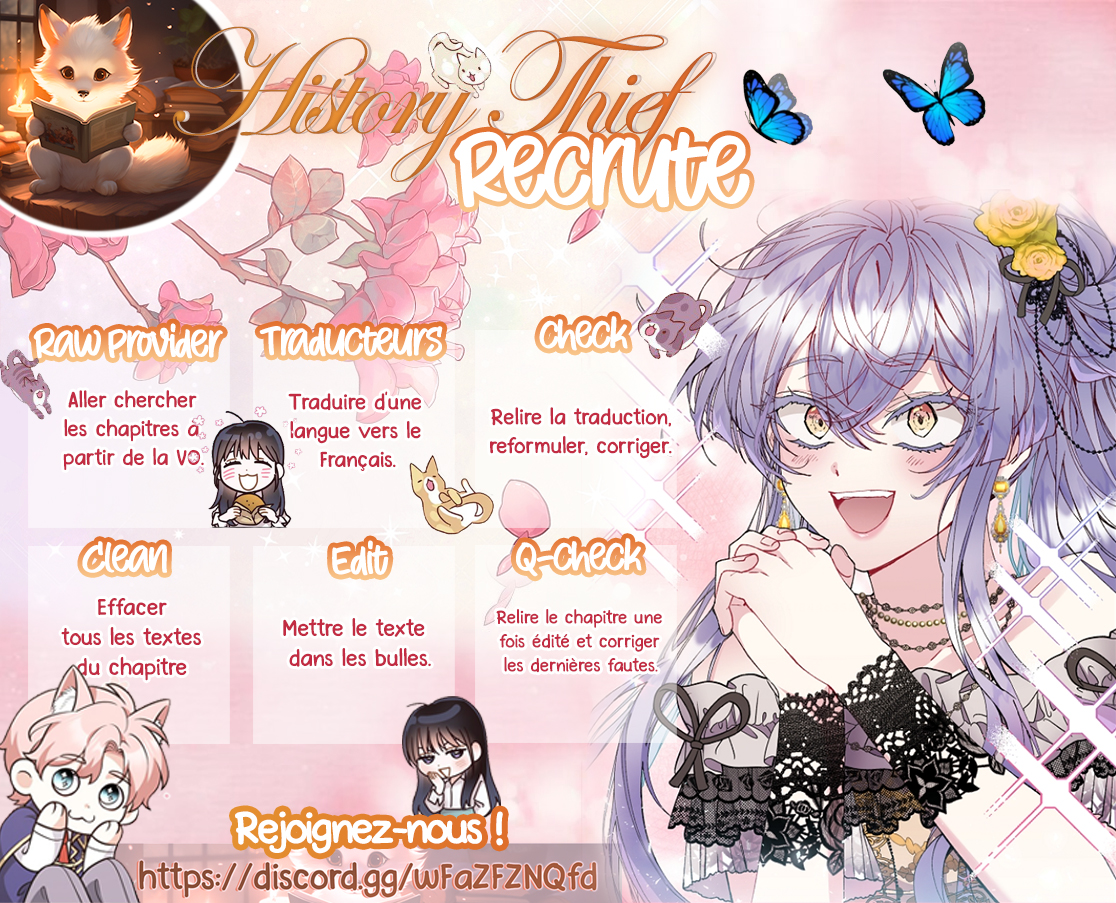 History Thief
Recrute
Raw Provider
Aller chercher
les chapitres à
partir de la VO.
Traducteurs
Traduire d'une
langue vers le
Français.
Check
Relire la traduction,
reformuler, corriger.
Clean
Effacer
tous les textes
du chapitre
Edit
Mettre le texte
dans les bulles.
Q-Check
Relire le chapitre une
fois édité et corriger
les dernières fautes.
Rejoignez-nous !
https://discord.gg/wFaZFZNQfd